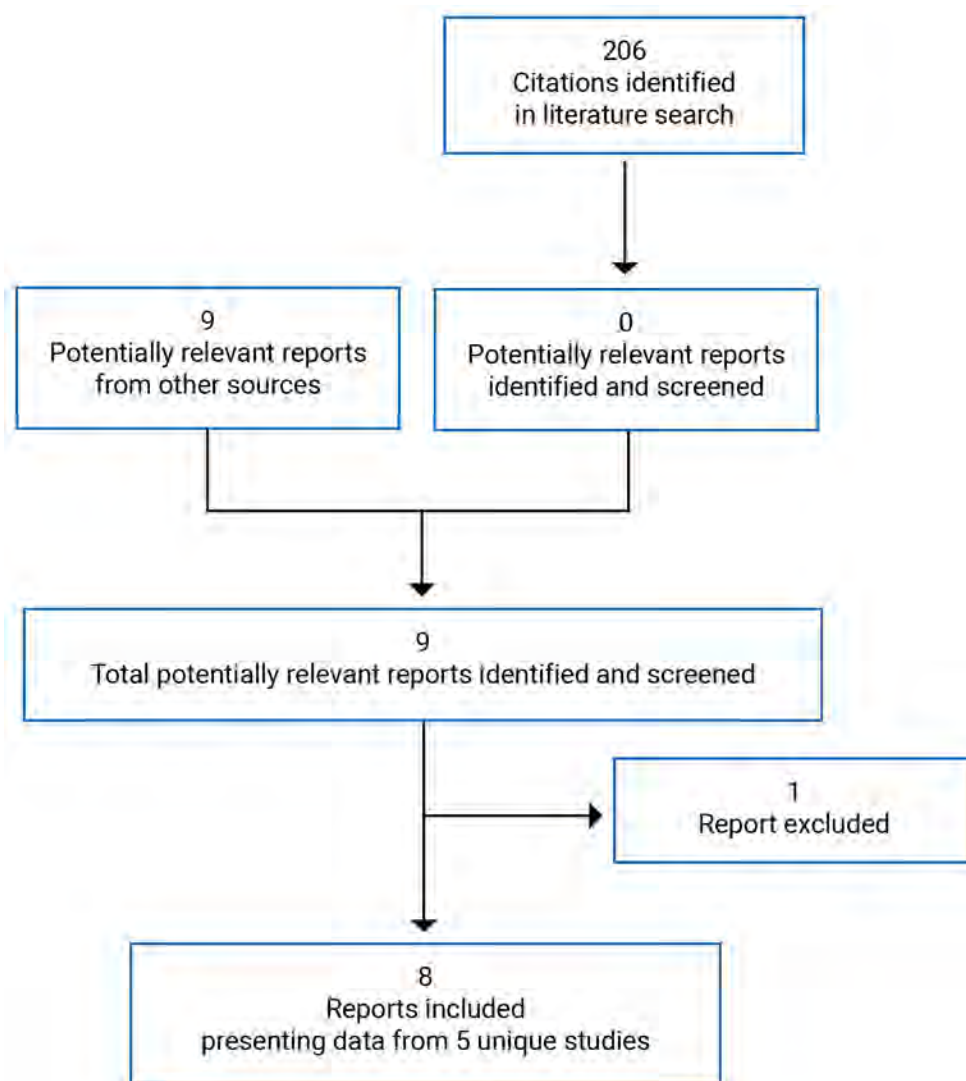 206
Citations identified
in literature search
9
Potentially relevant reports
from other sources
0
Potentially relevant reports
identified and screened
9
Total potentially relevant reports identified and screened
1
Report excluded
8
Reports included
presenting data from 5 unique studies